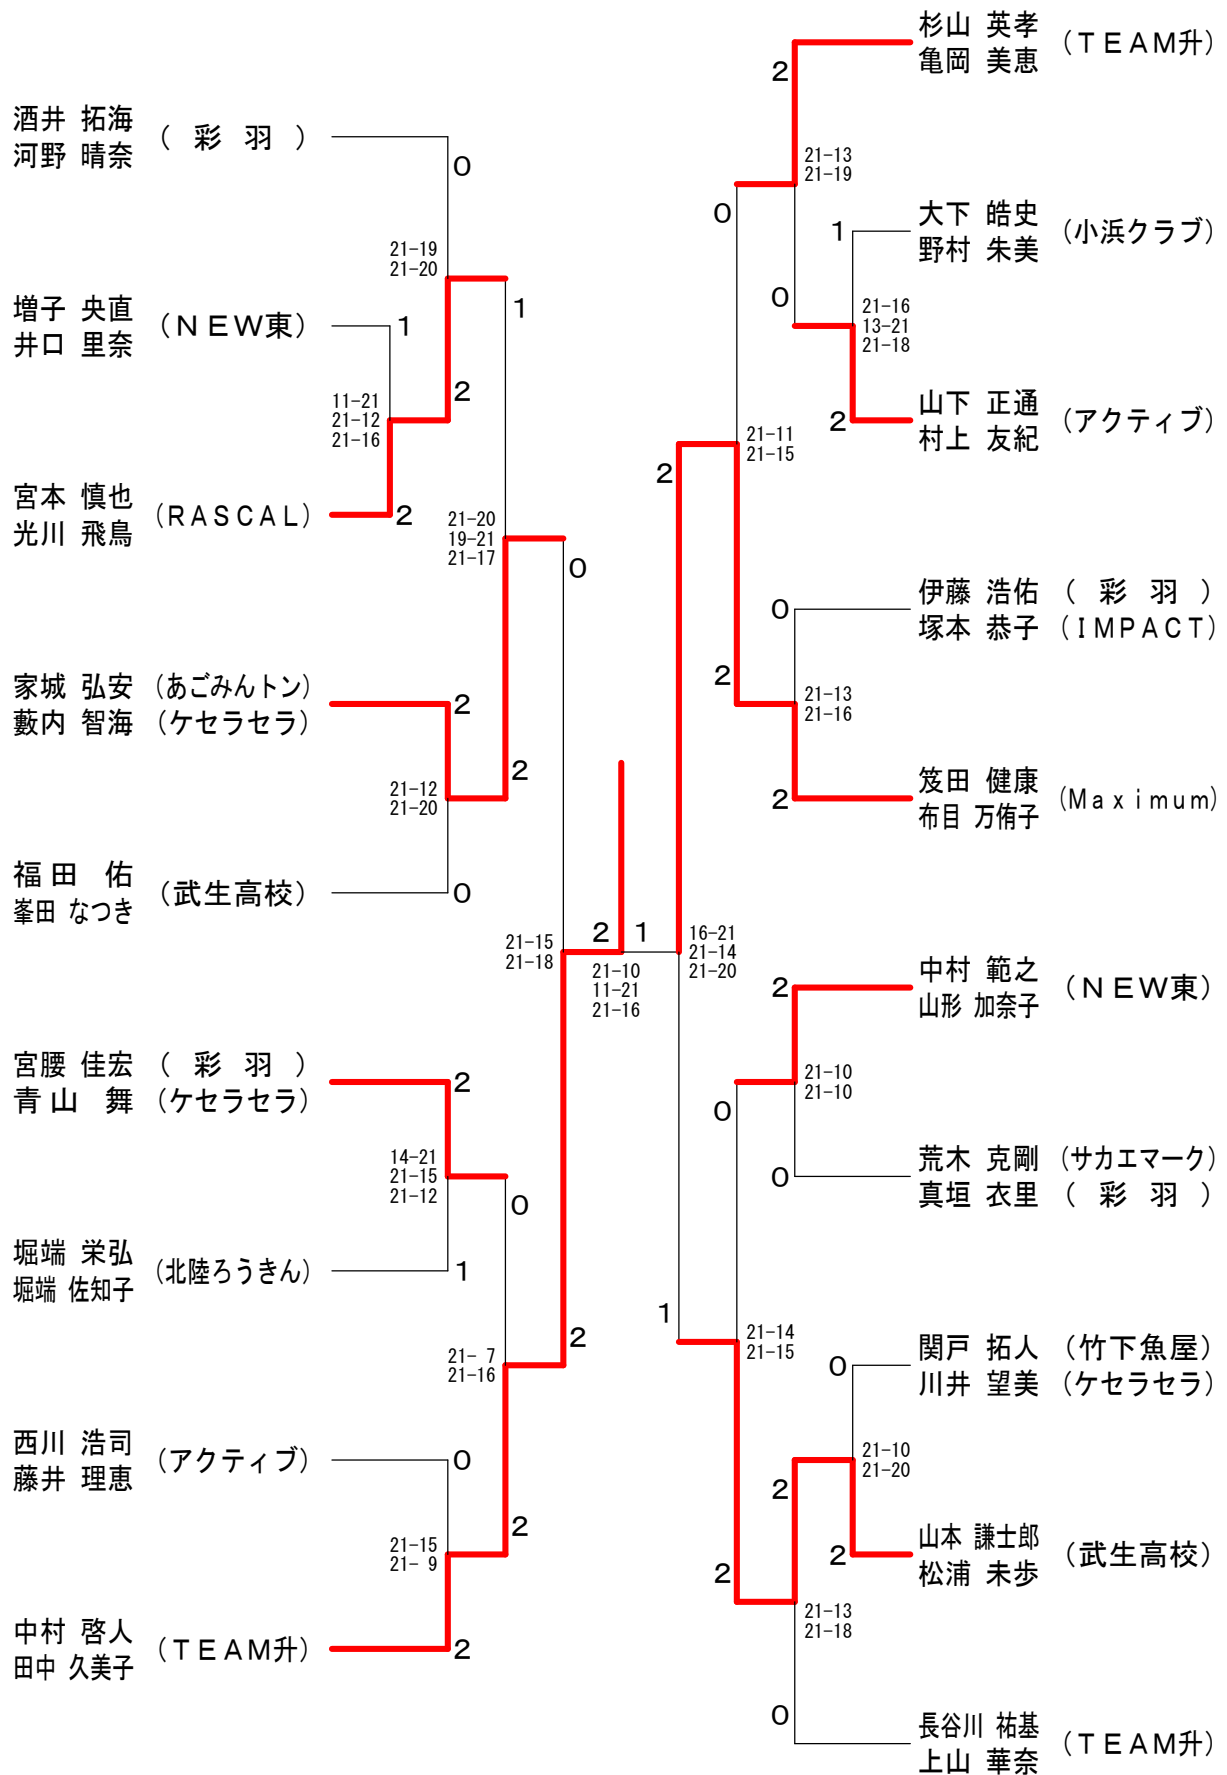 酒井 拓海
河野 晴奈
(彩羽)
0
21-19
21-20
1
増子 央直
井口 里奈
(NEW東)
1
2
11-21
21-12
21-16
宮本 慎也
光川 飛鳥
(RASCAL)
2
21-20
19-21
21-17
0
家城 弘安 (あごみんトン)
藪内 智海 (ケセラセラ)
2
2
21-12
21-20
福田 佑
峯田 なつき
(武生高校)
0
21-15
21-18
2
1
21-10
11-21
21-16
宮腰 佳宏 (彩羽)
青山 舞 (ケセラセラ)
2
14-21
21-15
21-12
0
堀端 栄弘
堀端 佐知子
(北陸ろうきん)
1
2
21- 7
21-16
西川 浩司
藤井 理恵
(アクティブ)
0
2
21-15
21- 9
中村 啓人
田中 久美子
(TEAM升)
2
杉山 英孝
亀岡 美恵
(TEAM升)
2
21-13
21-19
0
大下 皓史
野村 朱美
(小浜クラブ)
1
0
21-16
13-21
21-18
山下 正通
村上 友紀
(アクティブ)
2
21-11
21-15
2
伊藤 浩佑 (彩羽)
塚本 恭子 (IMPACT)
0
2
21-13
21-16
笈田 健康
布目 万侑子
(Maximum)
2
16-21
21-14
21-20
中村 範之
山形 加奈子
(NEW東)
2
21-10
21-10
0
荒木 克剛 (サカエマーク)
真垣 衣里 (彩羽)
0
1
21-14
21-15
関戸 拓人 (竹下魚屋)
川井 望美 (ケセラセラ)
0
21-10
21-20
2
山本 謙士郎
松浦 未歩
(武生高校)
2
2
21-13
21-18
長谷川 祐基
上山 華奈
(TEAM升)
0